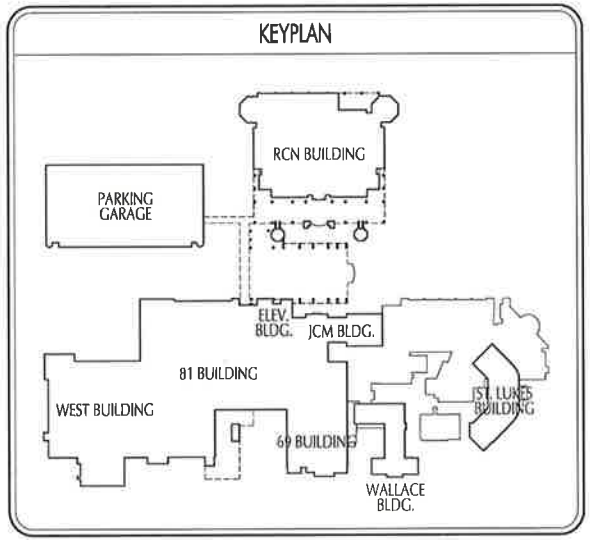 KEYPLAN
RCN BUILDING
PARKING
GARAGE
ELEV.
BLDG.
JCM BLDG.
81 BUILDING
WEST BUILDING
ST. LUKES
BUILDING
69 BUILDING
WALLACE
BLDG.